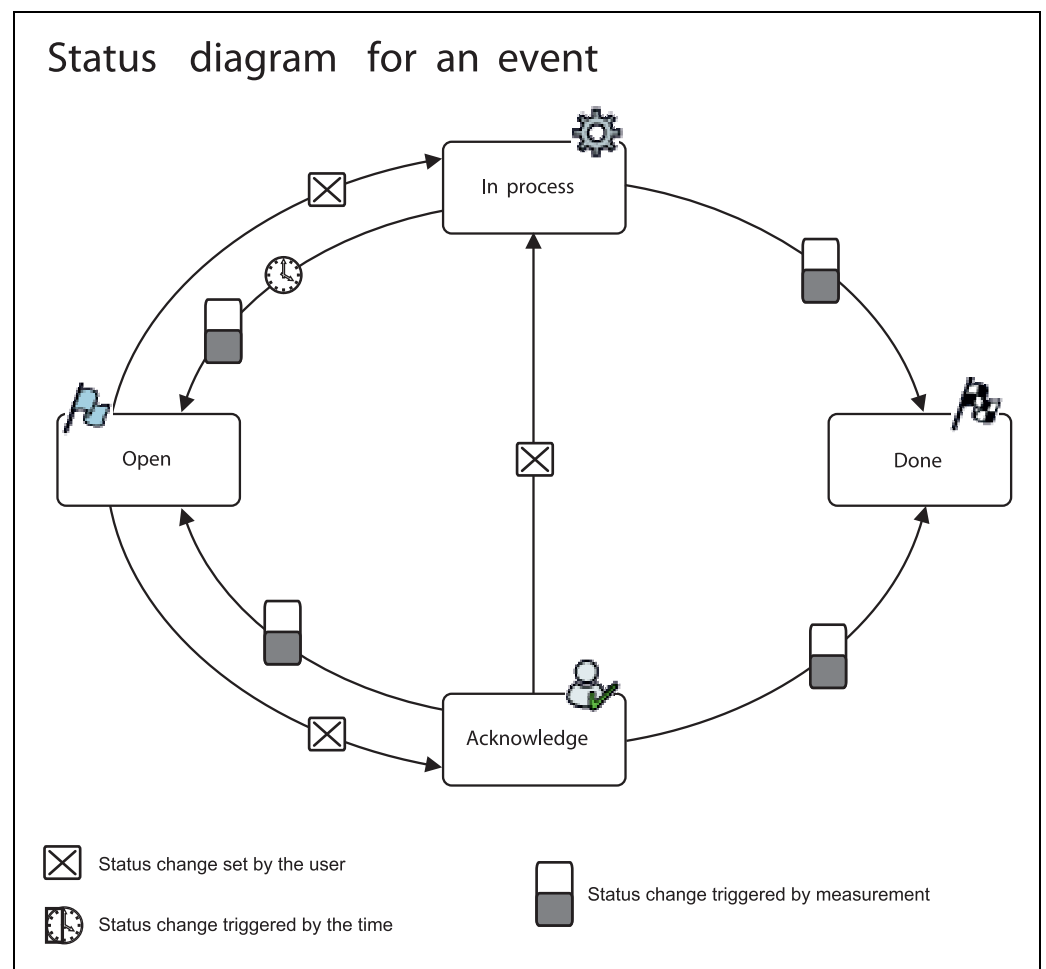 Status diagram for an event
In process
Open
Done
Acknowledge
Status change set by the user
Status change triggered by measurement
Status change triggered by the time